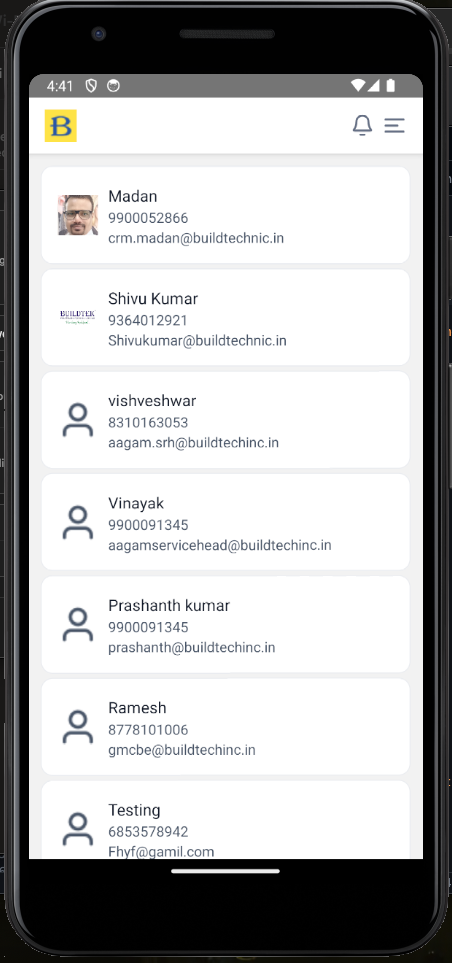 4:41
B
Madan
9900052866
crm.madan@buildtechnic.in
BUILDTEK
Shivu Kumar
9364012921
Shivukumar@buildtechnic.in
vishveshwar
8310163053
aagam.srh@buildtechinc.in
Vinayak
9900091345
aagamservicehead@buildtechinc.in
Prashanth kumar
9900091345
prashanth@buildtechinc.in
Ramesh
8778101006
gmcbe@buildtechinc.in
Testing
6853578942
Fhyf@gamil.com